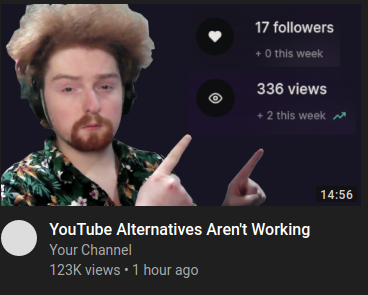 17 followers
+ 0 this week
336 views
+ 2 this week
14:56
YouTube Alternatives Aren't Working
Your Channel
123K views • 1 hour ago